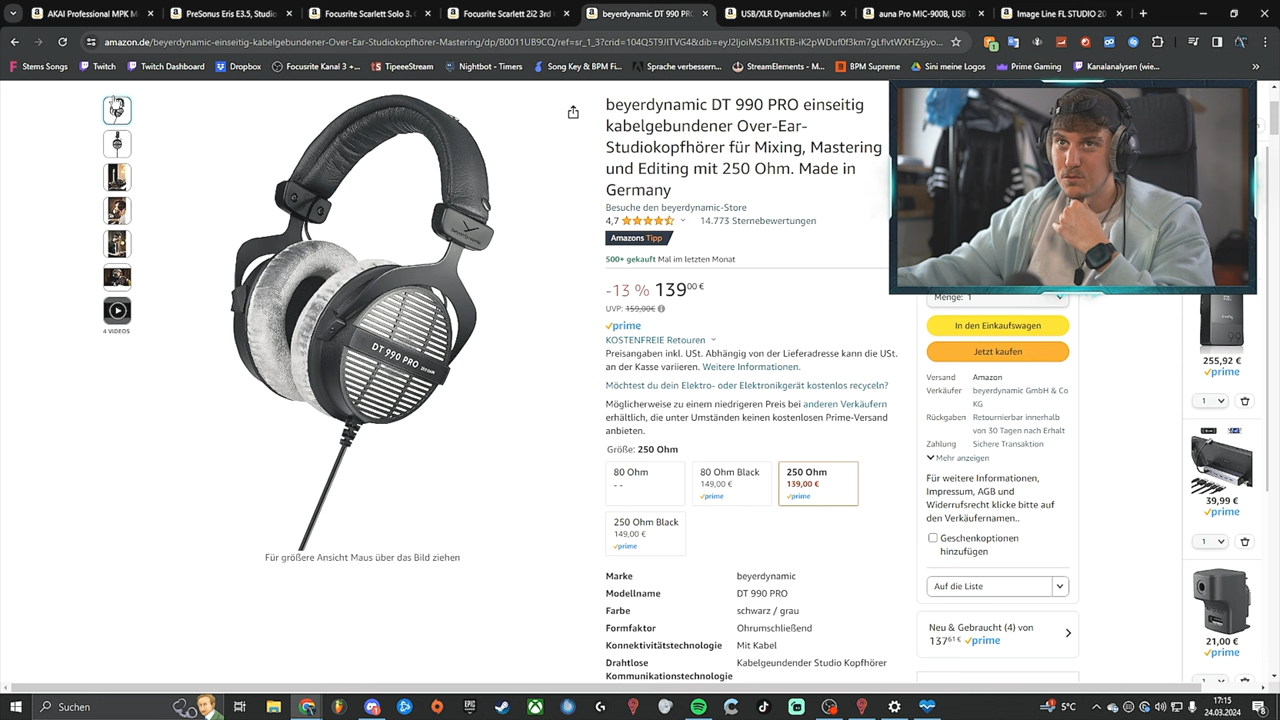 AKAI Professional MPK M
PreSonus Eris E3.5, Studio
Focusrite Scarlett Solo 3. G
Focusrite Scarlett 2i2 3rd G
beyerdynamic DT 990 PRO
USB/XLR Dynamisches M
auna Pro MIC-900B, USB
Image Line FL STUDIO 20
amazon.de/beyerdynamic-einseitig-kabelgebundener-Over-Ear-Studiokopfhörer-Mastering/dp/B0011UB9CQ/
Stems Songs
Twitch
Twitch Dashboard
Dropbox
Focusrite Kanal 3 +...
TipeeeStream
Nightbot - Timers
Song Key & BPM Fi...
Sprache verbessern...
StreamElements - M...
BPM Supreme
Sini meine Logos
Prime Gaming
Kanalanalysen (wie...
4 VIDEOS
DT 990 PRO
250 OHM
Für größere Ansicht Maus über das Bild ziehen
beyerdynamic DT 990 PRO einseitig
kabelgebundener Over-Ear-
Studiokopfhörer für Mixing, Mastering
und Editing mit 250 Ohm. Made in
Germany
Besuche den beyerdynamic-Store
4,7 14.773 Sternebewertungen
Amazons Tipp
500+ gekauft Mal im letzten Monat
-13 % 139,00 €
UVP: 159,00€
prime
KOSTENFREIE Retouren
Preisangaben inkl. USt. Abhängig von der Lieferadresse kann die USt.
an der Kasse variieren. Weitere Informationen.
Möchtest du dein Elektro- oder Elektronikgerät kostenlos recyceln?
Möglicherweise zu einem niedrigeren Preis bei anderen Verkäufern
erhältlich, die unter Umständen keinen kostenlosen Prime-Versand
anbieten.
Größe: 250 Ohm
80 Ohm
- -
80 Ohm Black
149,00 €
prime
250 Ohm
139,00 €
prime
250 Ohm Black
149,00 €
prime
Marke beyerdynamic
Modellname DT 990 PRO
Farbe schwarz / grau
Formfaktor Ohrumschließend
Konnektivitätstechnologie Mit Kabel
Drahtlose Kabelgeundender Studio Kopfhörer
Kommunikationstechnologie
Menge: 1
In den Einkaufswagen
Jetzt kaufen
Versand Amazon
Verkäufer beyerdynamic GmbH & Co
KG
Rückgaben Retournierbar innerhalb
von 30 Tagen nach Erhalt
Zahlung Sichere Transaktion
Mehr anzeigen
Für weitere Informationen,
Impressum, AGB und
Widerrufsrecht klicke bitte auf
den Verkäufernamen..
Geschenkoptionen
hinzufügen
Auf die Liste
Neu & Gebraucht (4) von
137,61 € prime
255,92 €
prime
1
39,99 €
prime
1
21,00 €
prime
Suchen
5°C
17:15
24.03.2024